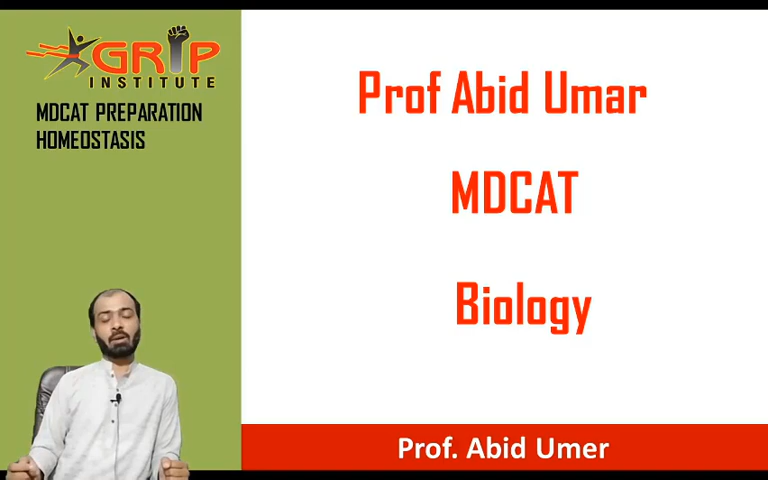 GRIP
INSTITUTE
MDCAT PREPARATION
HOMEOSTASIS
Prof Abid Umar
MDCAT
Biology
Prof. Abid Umer